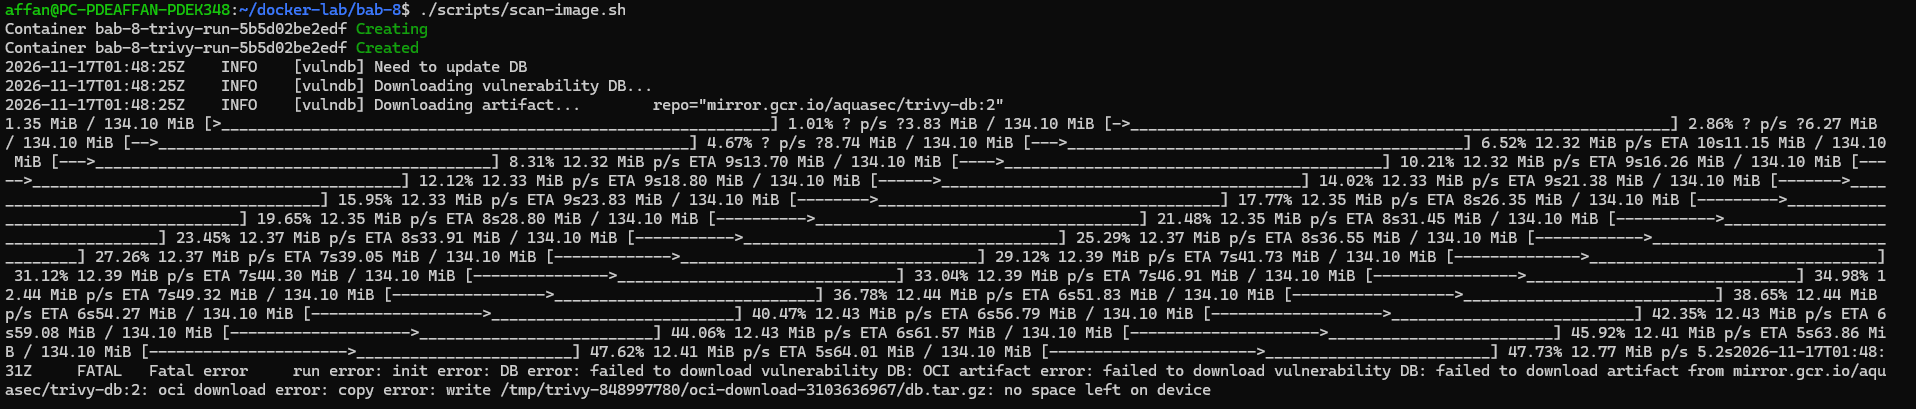 affan@PC-PDEAFFAN-PDEK348:~/docker-lab/bab-8$ ./scripts/scan-image.sh
Container bab-8-trivy-run-5b5d02be2edf Creating
Container bab-8-trivy-run-5b5d02be2edf Created
2026-11-17T01:48:25Z    INFO    [vulndb] Need to update DB
2026-11-17T01:48:25Z    INFO    [vulndb] Downloading vulnerability DB...
2026-11-17T01:48:25Z    INFO    [vulndb] Downloading artifact...        repo="mirror.gcr.io/aquasec/trivy-db:2"
1.35 MiB / 134.10 MiB [>_____________________________________________________________] 1.01% ? p/s ?3.83 MiB / 134.10 MiB [->____________________________________________________________] 2.86% ? p/s ?6.27 MiB
/ 134.10 MiB [-->___________________________________________________________] 4.67% ? p/s ?8.74 MiB / 134.10 MiB [--->____________________________________________] 6.52% 12.32 MiB p/s ETA 10s11.15 MiB / 134.10
 MiB [--->____________________________________________] 8.31% 12.32 MiB p/s ETA 9s13.70 MiB / 134.10 MiB [---->__________________________________________] 10.21% 12.32 MiB p/s ETA 9s16.26 MiB / 134.10 MiB [---
-->_________________________________________] 12.12% 12.33 MiB p/s ETA 9s18.80 MiB / 134.10 MiB [------>________________________________________] 14.02% 12.33 MiB p/s ETA 9s21.38 MiB / 134.10 MiB [------->____
___________________________________] 15.95% 12.33 MiB p/s ETA 9s23.83 MiB / 134.10 MiB [-------->______________________________________] 17.77% 12.35 MiB p/s ETA 8s26.35 MiB / 134.10 MiB [--------->___________
__________________________] 19.65% 12.35 MiB p/s ETA 8s28.80 MiB / 134.10 MiB [---------->____________________________________] 21.48% 12.35 MiB p/s ETA 8s31.45 MiB / 134.10 MiB [----------->__________________
_________________] 23.45% 12.37 MiB p/s ETA 8s33.91 MiB / 134.10 MiB [----------->___________________________________] 25.29% 12.37 MiB p/s ETA 8s36.55 MiB / 134.10 MiB [------------>__________________________
________] 27.26% 12.37 MiB p/s ETA 7s39.05 MiB / 134.10 MiB [------------->_________________________________] 29.12% 12.39 MiB p/s ETA 7s41.73 MiB / 134.10 MiB [-------------->________________________________]
 31.12% 12.39 MiB p/s ETA 7s44.30 MiB / 134.10 MiB [--------------->_______________________________] 33.04% 12.39 MiB p/s ETA 7s46.91 MiB / 134.10 MiB [---------------->______________________________] 34.98% 1
2.44 MiB p/s ETA 7s49.32 MiB / 134.10 MiB [----------------->_____________________________] 36.78% 12.44 MiB p/s ETA 6s51.83 MiB / 134.10 MiB [------------------>____________________________] 38.65% 12.44 MiB
p/s ETA 6s54.27 MiB / 134.10 MiB [------------------->___________________________] 40.47% 12.43 MiB p/s ETA 6s56.79 MiB / 134.10 MiB [------------------->___________________________] 42.35% 12.43 MiB p/s ETA 6
s59.08 MiB / 134.10 MiB [-------------------->__________________________] 44.06% 12.43 MiB p/s ETA 6s61.57 MiB / 134.10 MiB [--------------------->_________________________] 45.92% 12.41 MiB p/s ETA 5s63.86 Mi
B / 134.10 MiB [---------------------->________________________] 47.62% 12.41 MiB p/s ETA 5s64.01 MiB / 134.10 MiB [----------------------->_________________________] 47.73% 12.77 MiB p/s 5.2s2026-11-17T01:48:
31Z     FATAL   Fatal error     run error: init error: DB error: failed to download vulnerability DB: OCI artifact error: failed to download vulnerability DB: failed to download artifact from mirror.gcr.io/aqu
asec/trivy-db:2: oci download error: copy error: write /tmp/trivy-848997780/oci-download-3103636967/db.tar.gz: no space left on device